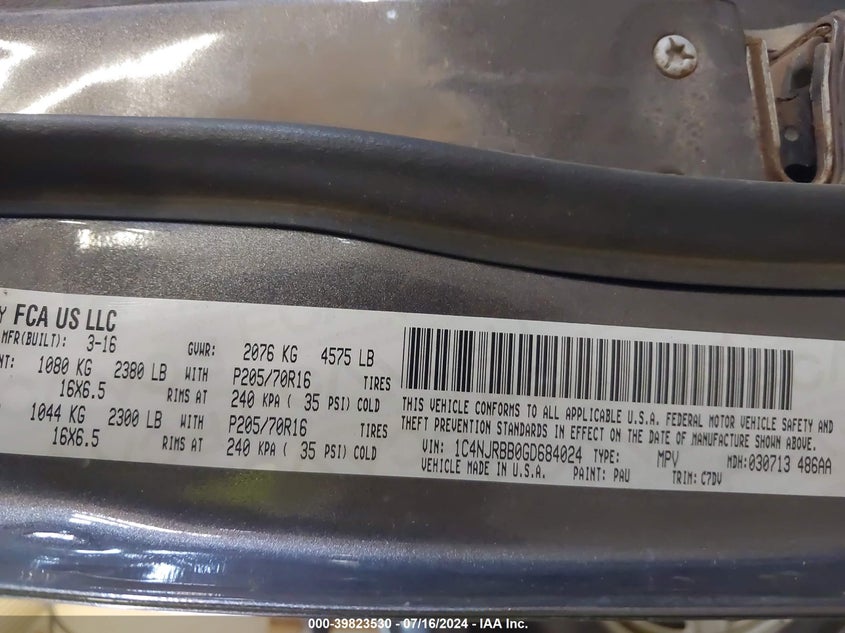 FCA US LLC
MFR(BUILT): 3-16 GVWR: 2076 KG 4575 LB
1080 KG 2380 LB WITH P205/70R16 TIRES
16X6.5 RIMS AT 240 KPA ( 35 PSI) COLD
1044 KG 2300 LB WITH P205/70R16 TIRES
16X6.5 RIMS AT 240 KPA ( 35 PSI) COLD
THIS VEHICLE CONFORMS TO ALL APPLICABLE U.S.A. FEDERAL MOTOR VEHICLE SAFETY AND
THEFT PREVENTION STANDARDS IN EFFECT ON THE DATE OF MANUFACTURE SHOWN ABOVE.
VIN: 1C4NJRBB0GD684024 TYPE: MPV MDH:030713 486AA
VEHICLE MADE IN U.S.A. PAINT: PAU TRIM: C7DV
000-39823530 - 07/16/2024 - IAA Inc.